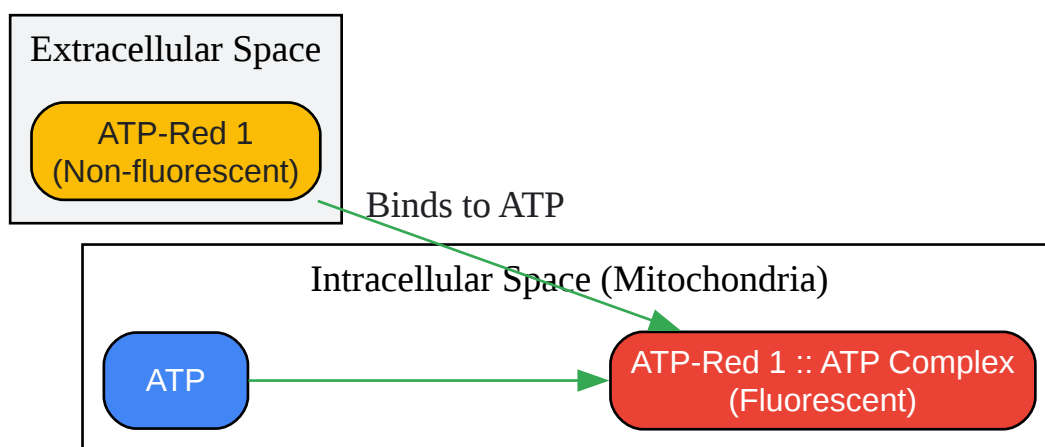 Extracellular Space
ATP-Red 1
(Non-fluorescent)
Binds to ATP
Intracellular Space (Mitochondria)
ATP
ATP-Red 1 :: ATP Complex
(Fluorescent)